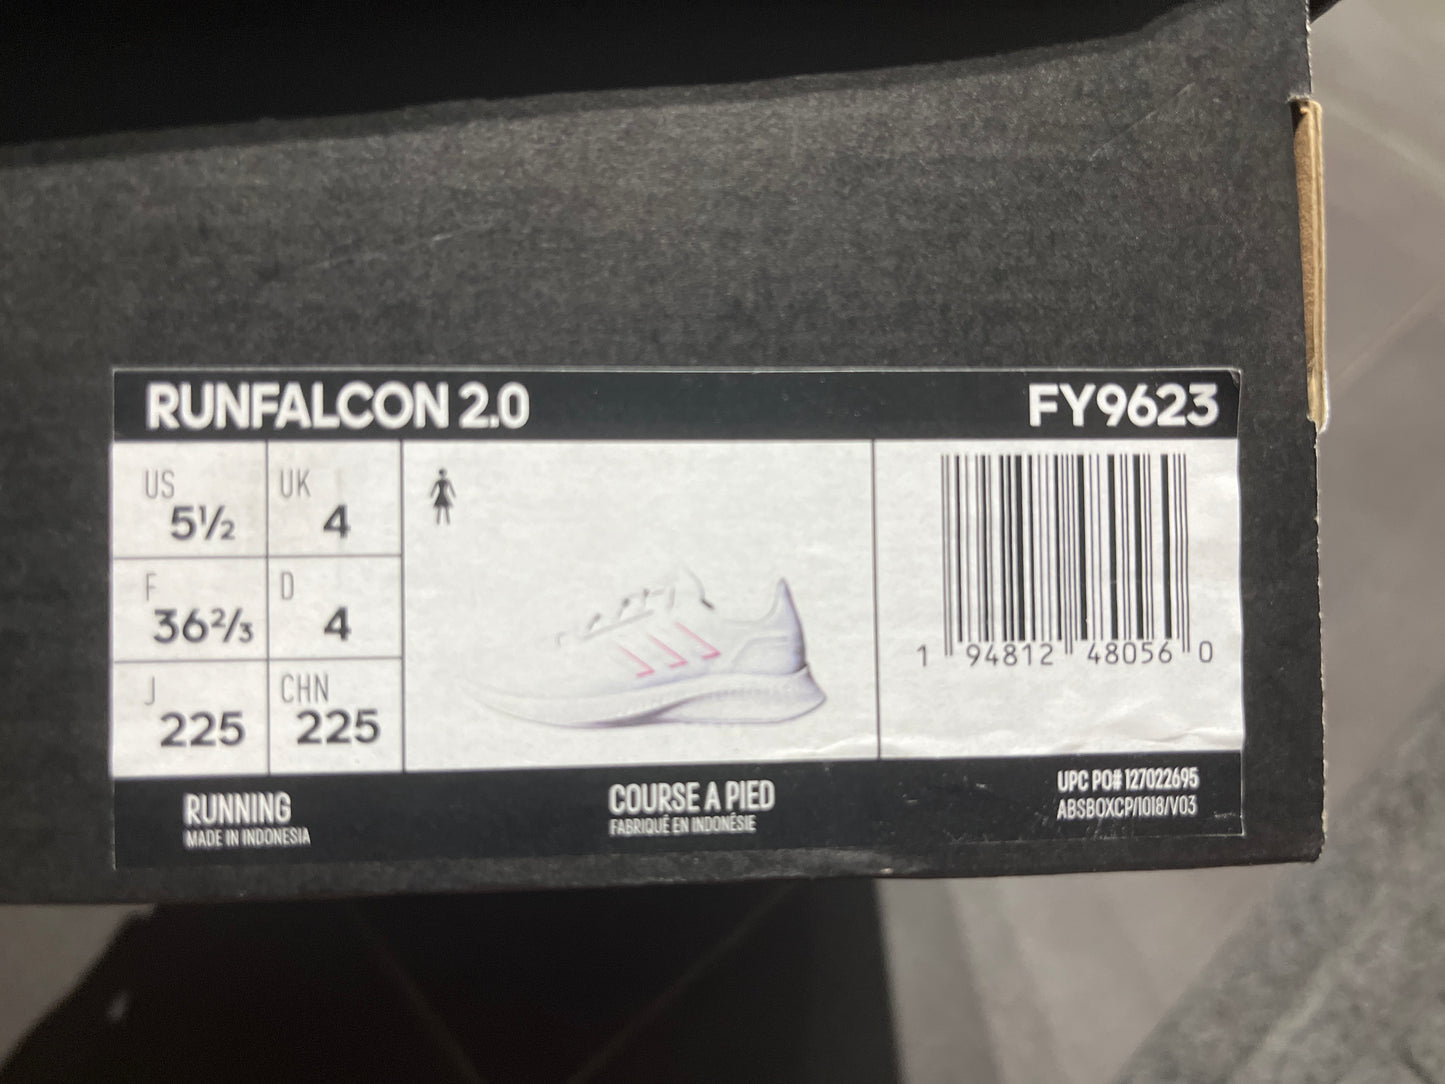 RUNFALCON 2.0 FY9623
US 5½ UK 4
F 36⅔ D 4
J 225 CHN 225
1 94812 48056 0
RUNNING
MADE IN INDONESIA
COURSE A PIED
FABRIQUÉ EN INDONÉSIE
UPC PO# 127022695
ABSBOXCP/1018/V03